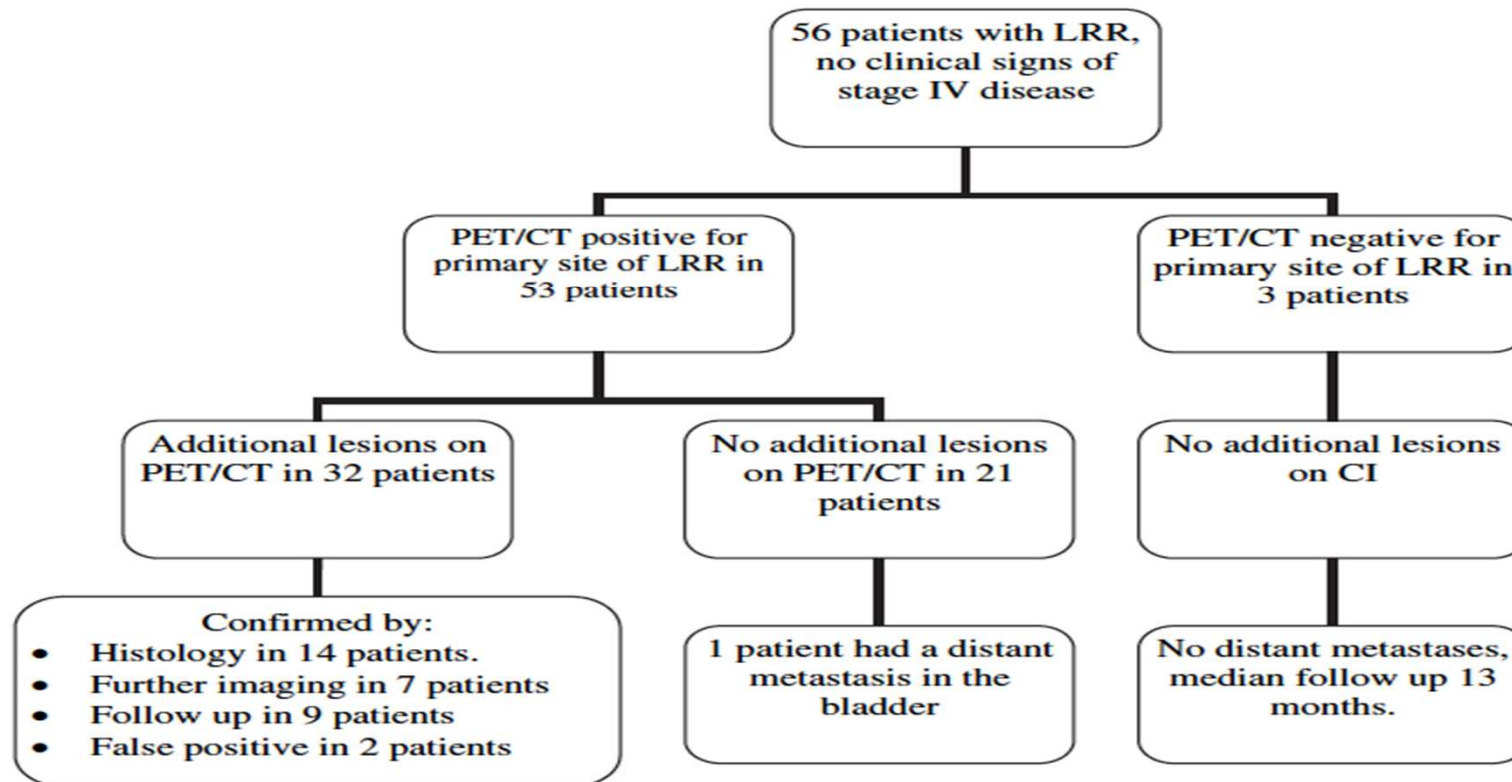 56 patients with LRR,
no clinical signs of
stage IV disease
PET/CT positive for
primary site of LRR in
53 patients
PET/CT negative for
primary site of LRR in
3 patients
Additional lesions on
PET/CT in 32 patients
No additional lesions
on PET/CT in 21
patients
No additional lesions
on CI
Confirmed by:
• Histology in 14 patients.
• Further imaging in 7 patients
• Follow up in 9 patients
• False positive in 2 patients
1 patient had a distant
metastasis in the
bladder
No distant metastases,
median follow up 13
months.